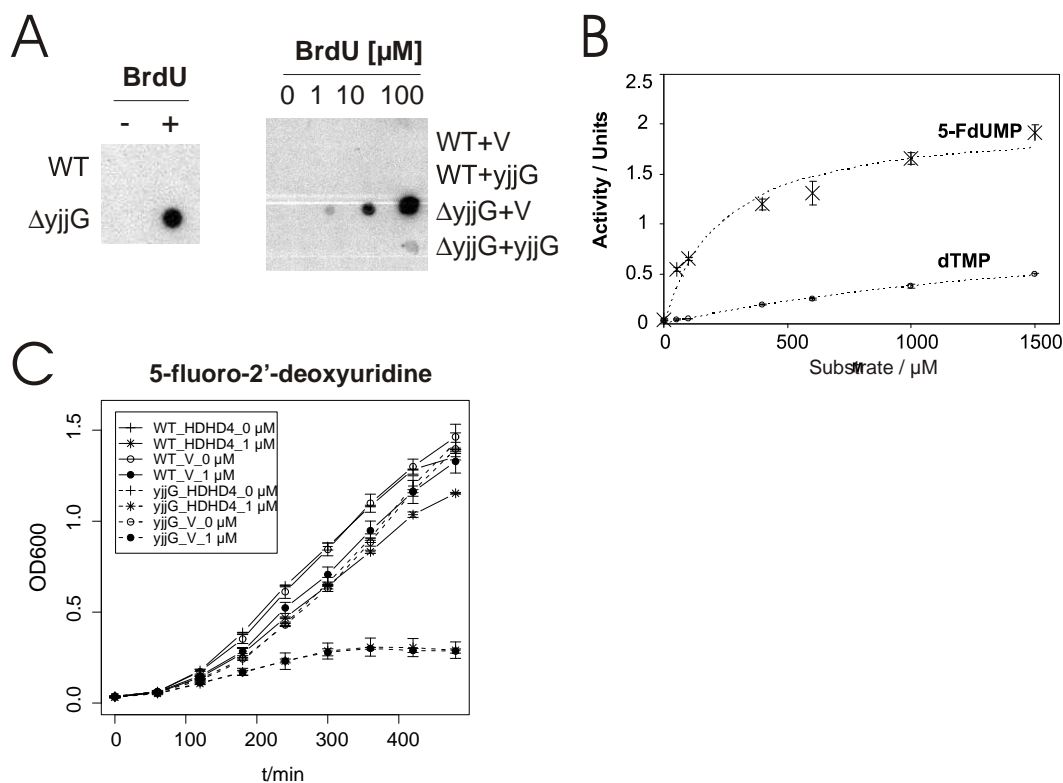 A
BrdU
- +
WT
ΔyjjG
BrdU [µM]
0 1 10 100
WT+V
WT+yjjG
ΔyjjG+V
ΔyjjG+yjjG
B
Activity / Units
2.5
2
1.5
1
0.5
0
5-FdUMP
dTMP
0 500 1000 1500
Substrate / µM
C
5-fluoro-2'-deoxyuridine
WT_HDHD4_0 µM
WT_HDHD4_1 µM
WT_V_0 µM
WT_V_1 µM
yjjG_HDHD4_0 µM
yjjG_HDHD4_1 µM
yjjG_V_0 µM
yjjG_V_1 µM
OD600
1.5
1.0
0.5
0.0
0 100 200 300 400
t/min